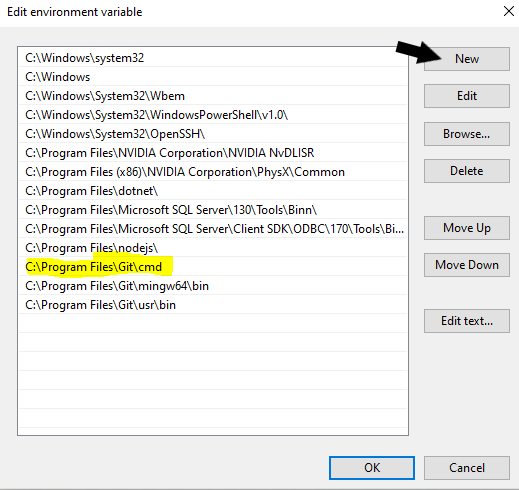 Edit environment variable
C:\Windows\system32
C:\Windows
C:\Windows\System32\Wbem
C:\Windows\System32\WindowsPowerShell\v1.0\
C:\Windows\System32\OpenSSH\
C:\Program Files\NVIDIA Corporation\NVIDIA NvDLISR
C:\Program Files (x86)\NVIDIA Corporation\PhysX\Common
C:\Program Files\dotnet\
C:\Program Files\Microsoft SQL Server\130\Tools\Binn\
C:\Program Files\Microsoft SQL Server\Client SDK\ODBC\170\Tools\Bi...
C:\Program Files\nodejs\
C:\Program Files\Git\cmd
C:\Program Files\Git\mingw64\bin
C:\Program Files\Git\usr\bin
New
Edit
Browse...
Delete
Move Up
Move Down
Edit text...
OK
Cancel